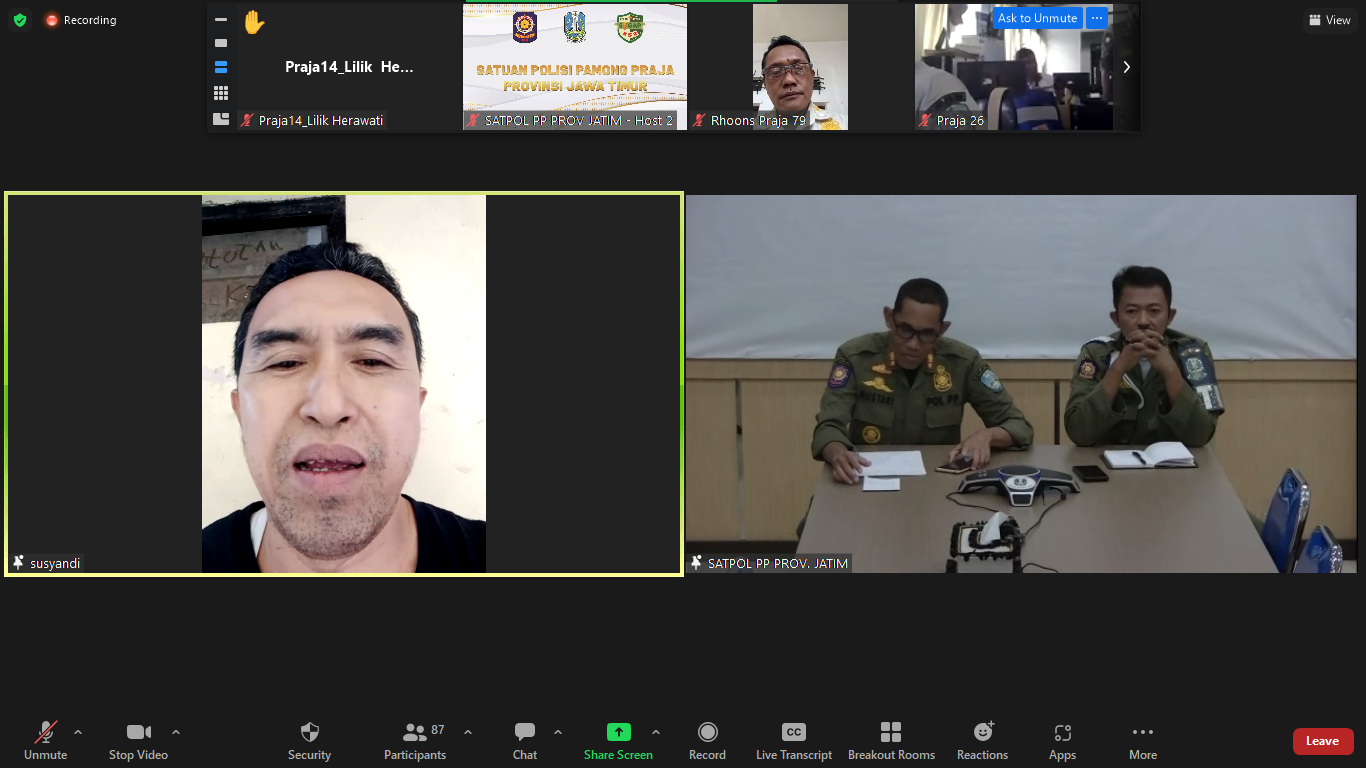 Recording
View
Praja14_Lilik He...
Praja14_Lilik Herawati
SATUAN POLISI PAMONG PRAJA
PROVINSI JAWA TIMUR
SATPOL PP PROV JATIM - Host 2
Rhoons Praja 79
Ask to Unmute
...
Praja 26
susyandi
POL PP
SATPOL PP PROV. JATIM
Unmute
Stop Video
Security
87
Participants
Chat
Share Screen
Record
CC
Live Transcript
Breakout Rooms
Reactions
Apps
More
Leave